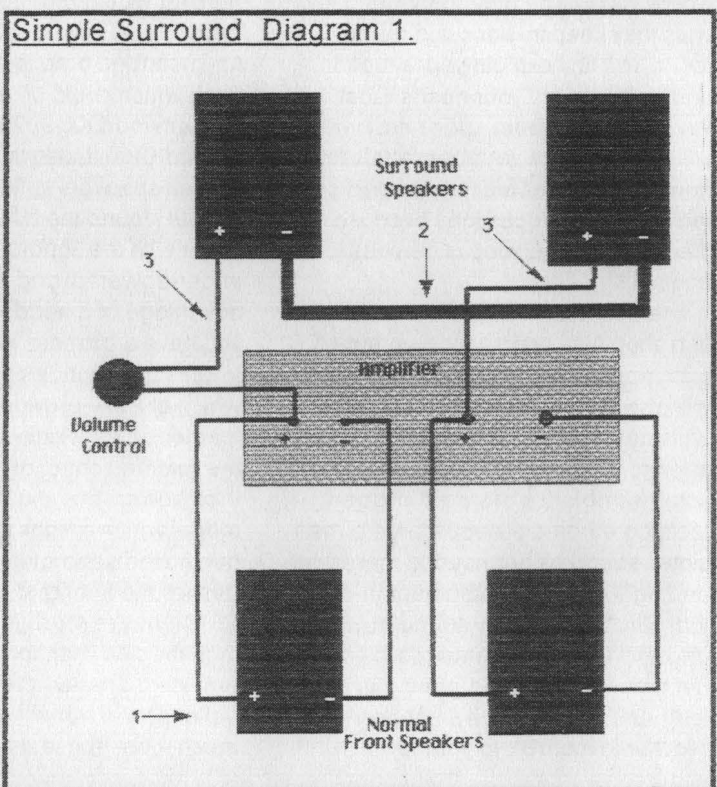 Simple Surround Diagram 1.
Surround
Speakers
+ -
2
3
3
+ -
Amplifier
Volume
Control
+ - + -
+ -
+ -
1
Normal
Front Speakers